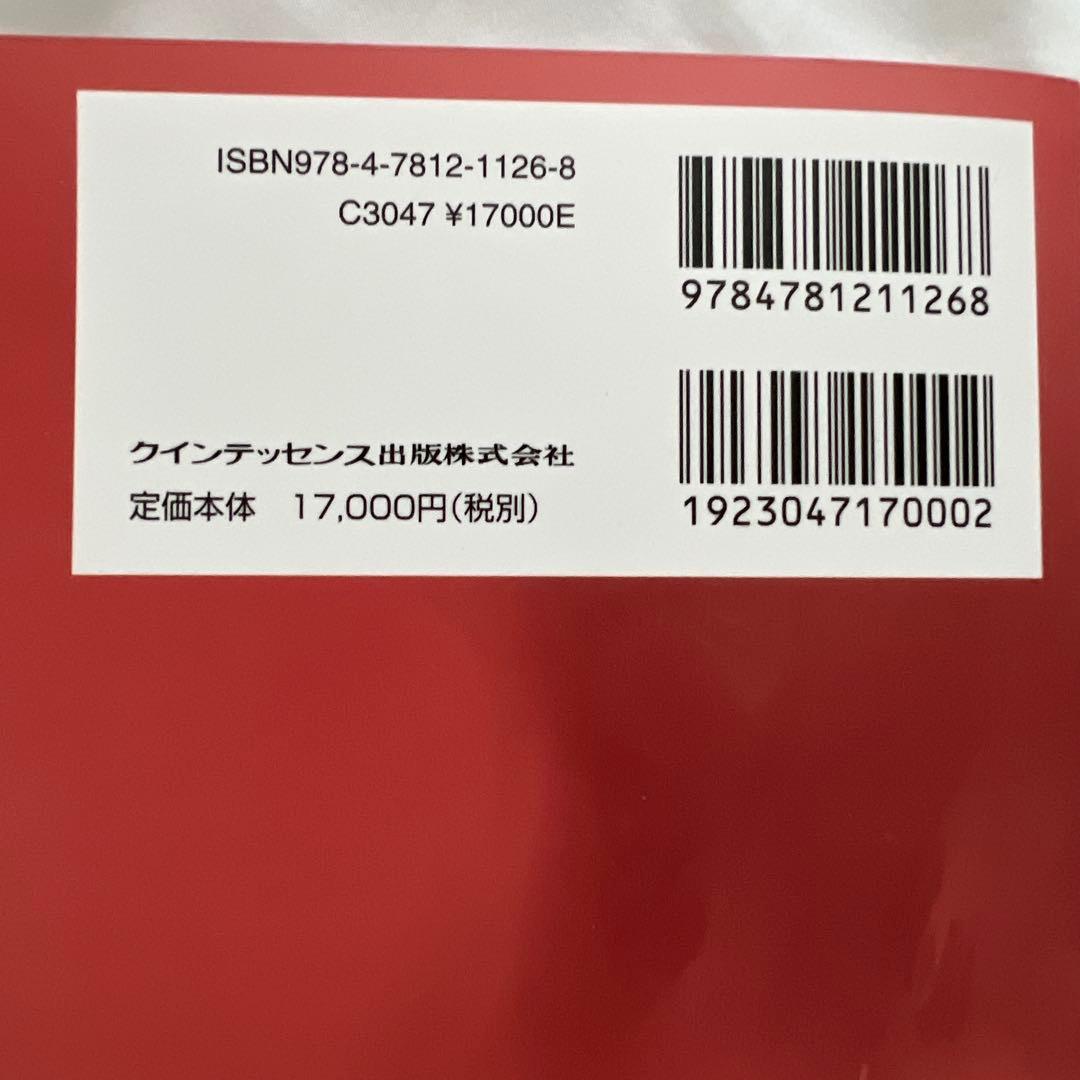 ISBN978-4-7812-1126-8
C3047 ¥17000E
9784781211268
クインテッセンス出版株式会社
定価本体　17,000円(税別)
1923047170002